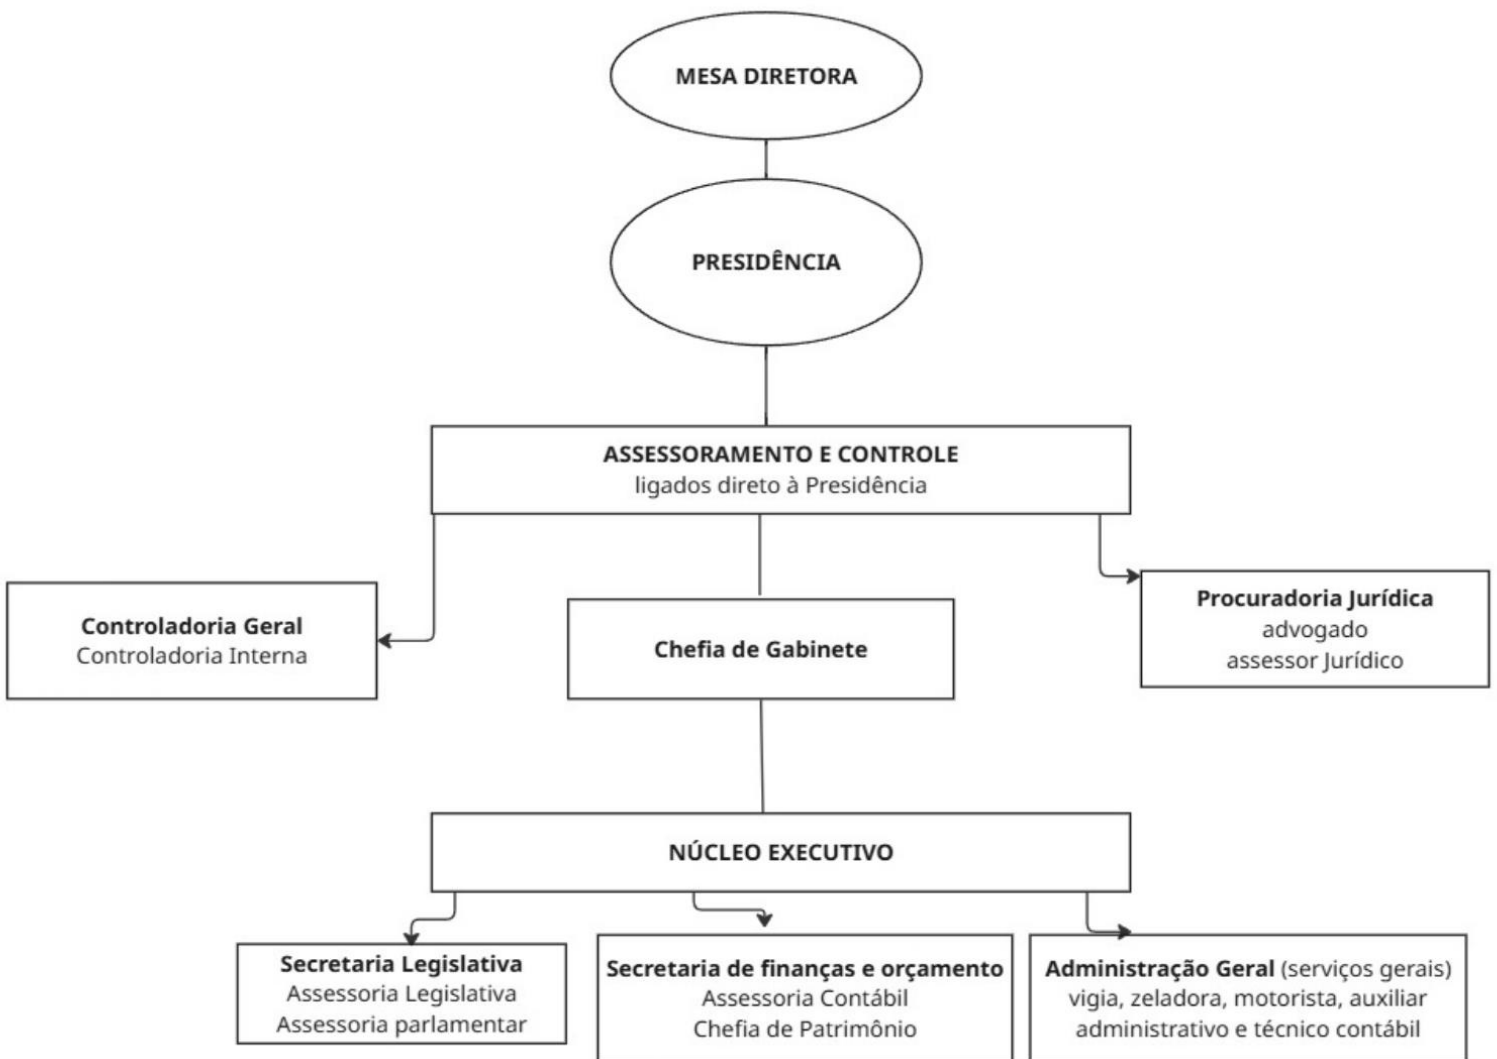 MESA DIRETORA
PRESIDÊNCIA
ASSESSORAMENTO E CONTROLE
ligados direto à Presidência
Controladoria Geral
Controladoria Interna
Chefia de Gabinete
Procuradoria Jurídica
advogado
assessor Jurídico
NÚCLEO EXECUTIVO
Secretaria Legislativa
Assessoria Legislativa
Assessoria parlamentar
Secretaria de finanças e orçamento
Assessoria Contábil
Chefia de Patrimônio
Administração Geral (serviços gerais)
vigia, zeladora, motorista, auxiliar
administrativo e técnico contábil